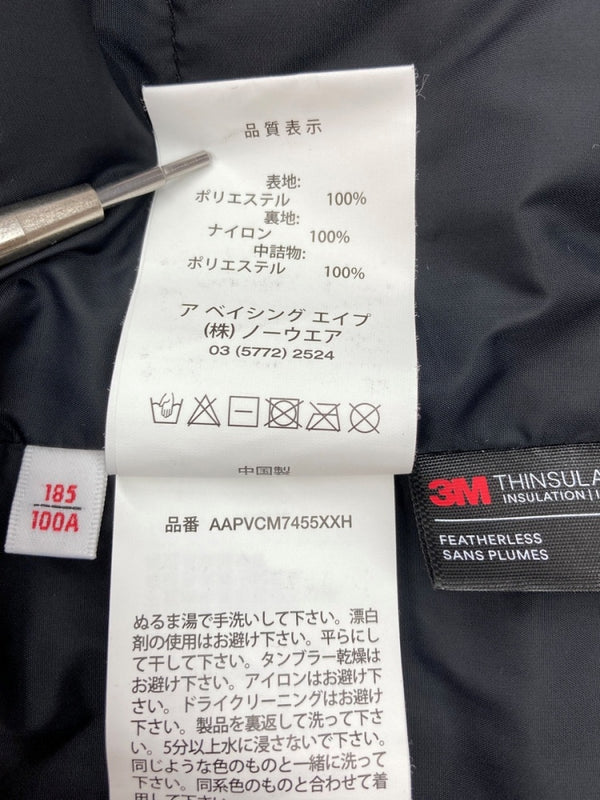 品質表示
表地:
ポリエステル 100%
裏地:
ナイロン 100%
中詰物:
ポリエステル 100%
ア ベイシング エイプ
(株) ノーウエア
03 (5772) 2524
中国製
185
100A
3M THINSULA
INSULATION
FEATHERLESS
SANS PLUMES
品番 AAPVCM7455XXH
ぬるま湯で手洗いして下さい。漂白
剤の使用はお避け下さい。平らにし
て干して下さい。タンブラー乾燥は
お避け下さい。アイロンはお避け下
さい。ドライクリーニングはお避け
下さい。製品を裏返して洗って下さ
い。5分以上水に浸さないで下さい。
同じような色のものと一緒に洗って
下さい。同系色のものと合わせて着
用して下さい。